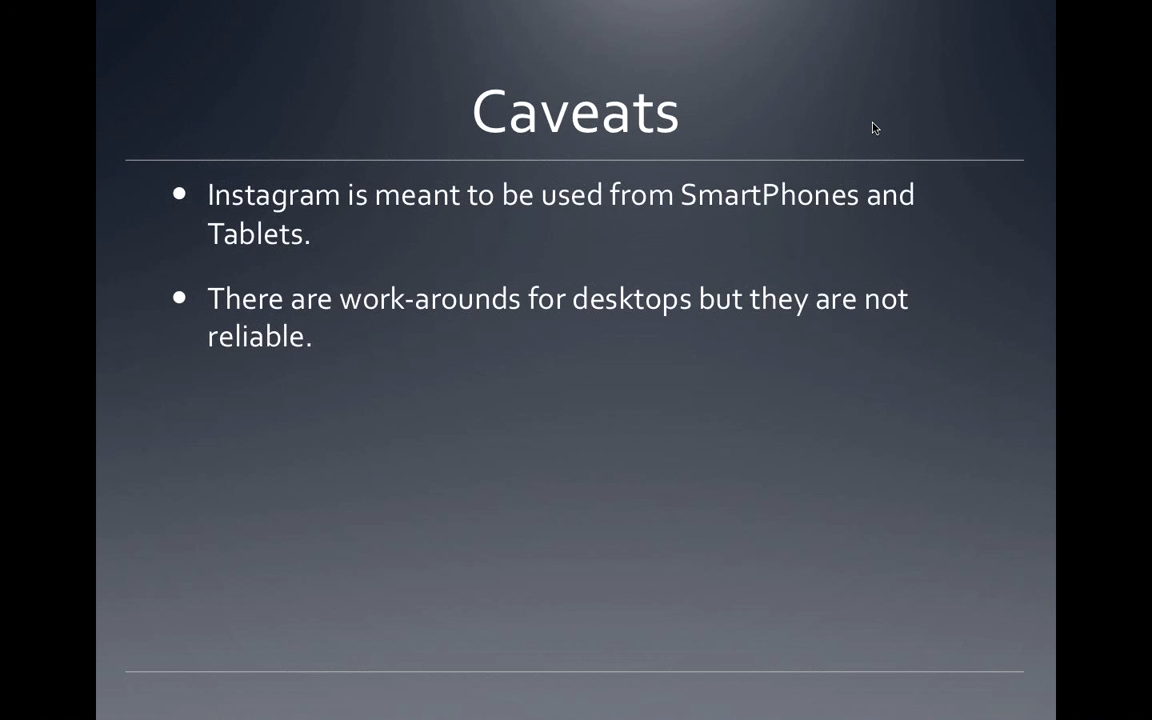 Caveats
• Instagram is meant to be used from SmartPhones and
Tablets.
• There are work-arounds for desktops but they are not
reliable.